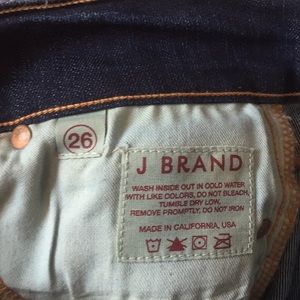 26
J BRAND
WASH INSIDE OUT IN COLD WATER
WITH LIKE COLORS, DO NOT BLEACH,
TUMBLE DRY LOW,
REMOVE PROMPTLY, DO NOT IRON
MADE IN CALIFORNIA, USA